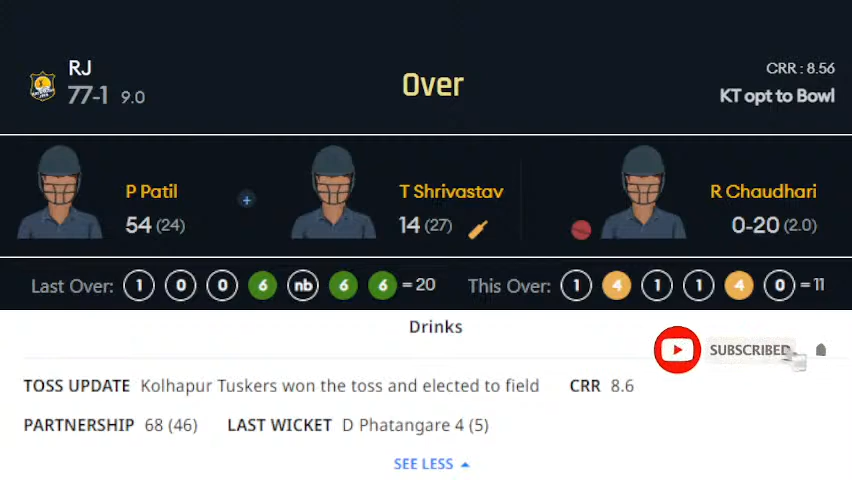 RJ
77-1 9.0
Over
CRR : 8.56
KT opt to Bowl
P Patil
54 (24)
T Shrivastav
14 (27)
R Chaudhari
0-20 (2.0)
Last Over: 1 0 0 6 nb 6 6 = 20
This Over: 1 4 1 1 4 0 = 11
Drinks
SUBSCRIBED
TOSS UPDATE Kolhapur Tuskers won the toss and elected to field CRR 8.6
PARTNERSHIP 68 (46) LAST WICKET D Phatangare 4 (5)
SEE LESS